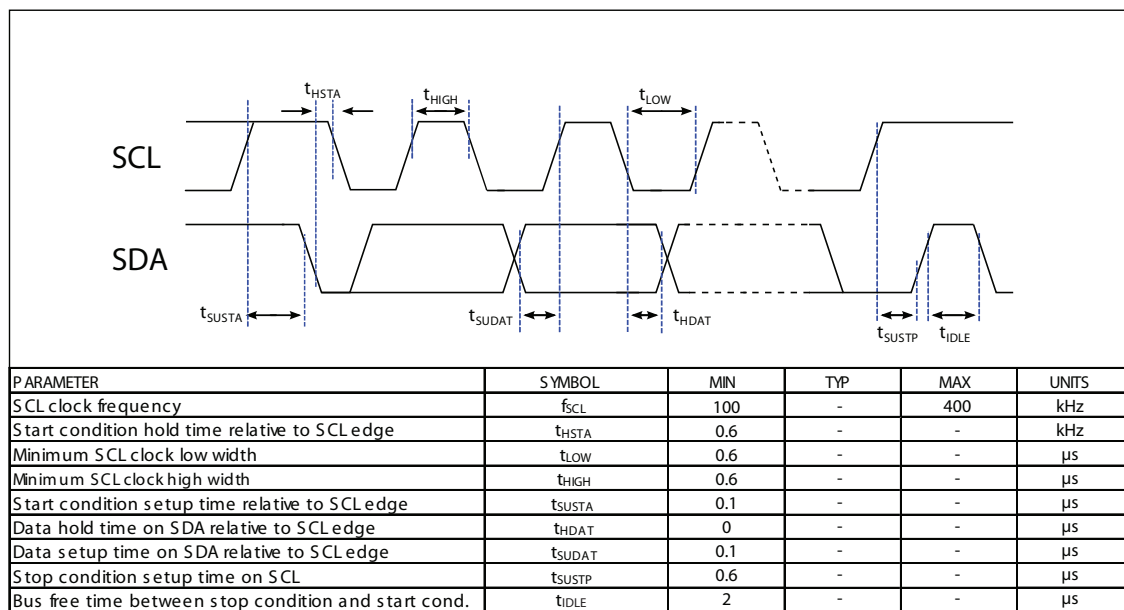 tHSTA
tHIGH
tLOW
SCL
SDA
tSUSTA
tSUDAT
tHDAT
tSUSTP
tIDLE
PARAMETER SYMBOL MIN TYP MAX UNITS
SCL clock frequency fSCL 100 - 400 kHz
Start condition hold time relative to SCL edge tHSTA 0.6 - - kHz
Minimum SCL clock low width tLOW 0.6 - - µs
Minimum SCL clock high width tHIGH 0.6 - - µs
Start condition setup time relative to SCL edge tSUSTA 0.1 - - µs
Data hold time on SDA relative to SCL edge tHDAT 0 - - µs
Data setup time on SDA relative to SCL edge tSUDAT 0.1 - - µs
Stop condition setup time on SCL tSUSTP 0.6 - - µs
Bus free time between stop condition and start cond. tIDLE 2 - - µs